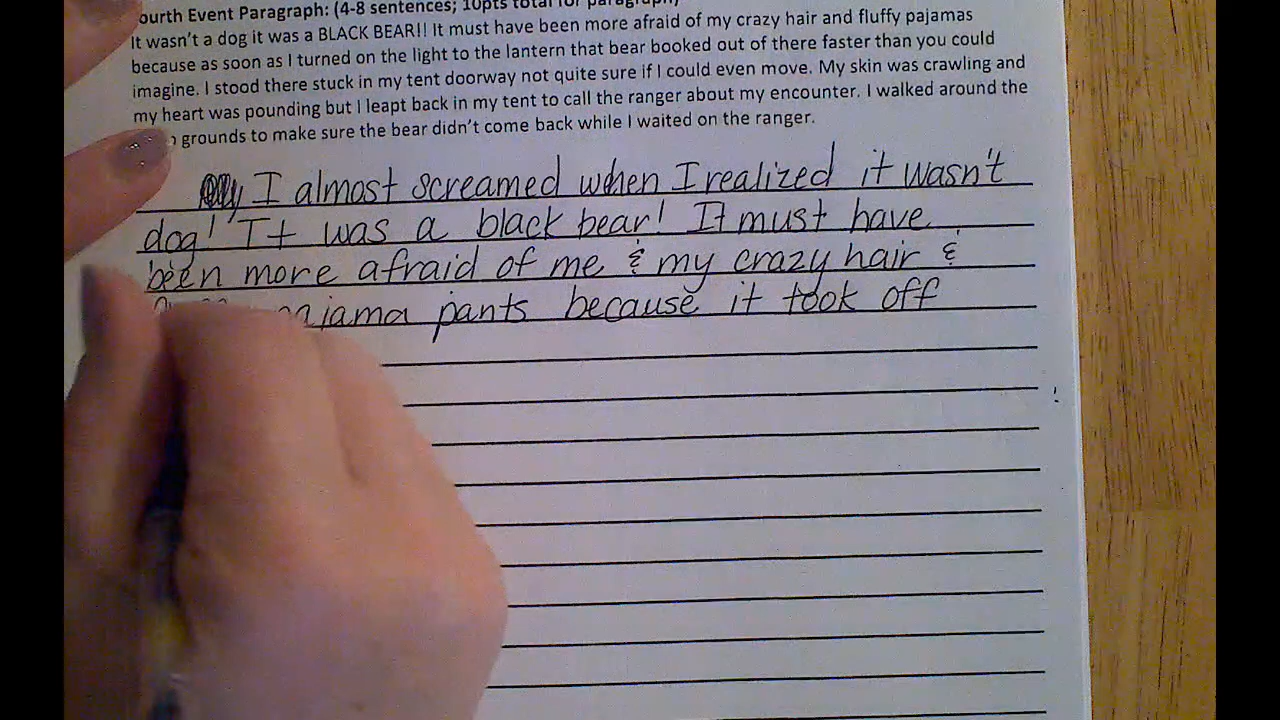 ourth Event Paragraph: (4-8 sentences; 10pts total for paragraph)
It wasn't a dog it was a BLACK BEAR!! It must have been more afraid of my crazy hair and fluffy pajamas
because as soon as I turned on the light to the lantern that bear booked out of there faster than you could
imagine. I stood there stuck in my tent doorway not quite sure if I could even move. My skin was crawling and
my heart was pounding but I leapt back in my tent to call the ranger about my encounter. I walked around the
grounds to make sure the bear didn't come back while I waited on the ranger.
I almost screamed when I realized it wasn't
dog! It was a black bear! It must have
been more afraid of me & my crazy hair &
pajama pants because it took off